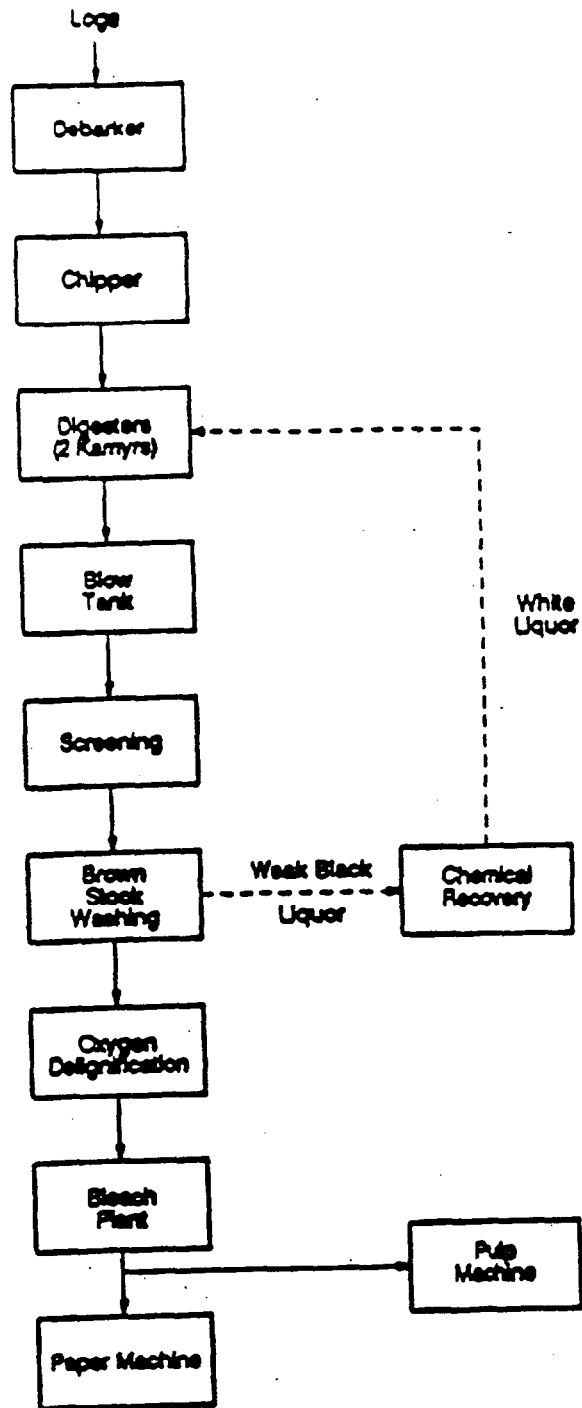 Logs
Debarker
Chipper
Digesters
(2 Kamyrs)
Blow
Tank
White
Liquor
Screening
Brown
Stock
Washing
Weak Black
Liquor
Chemical
Recovery
Oxygen
Delignification
Bleach
Plant
Pulp
Machine
Paper Machine